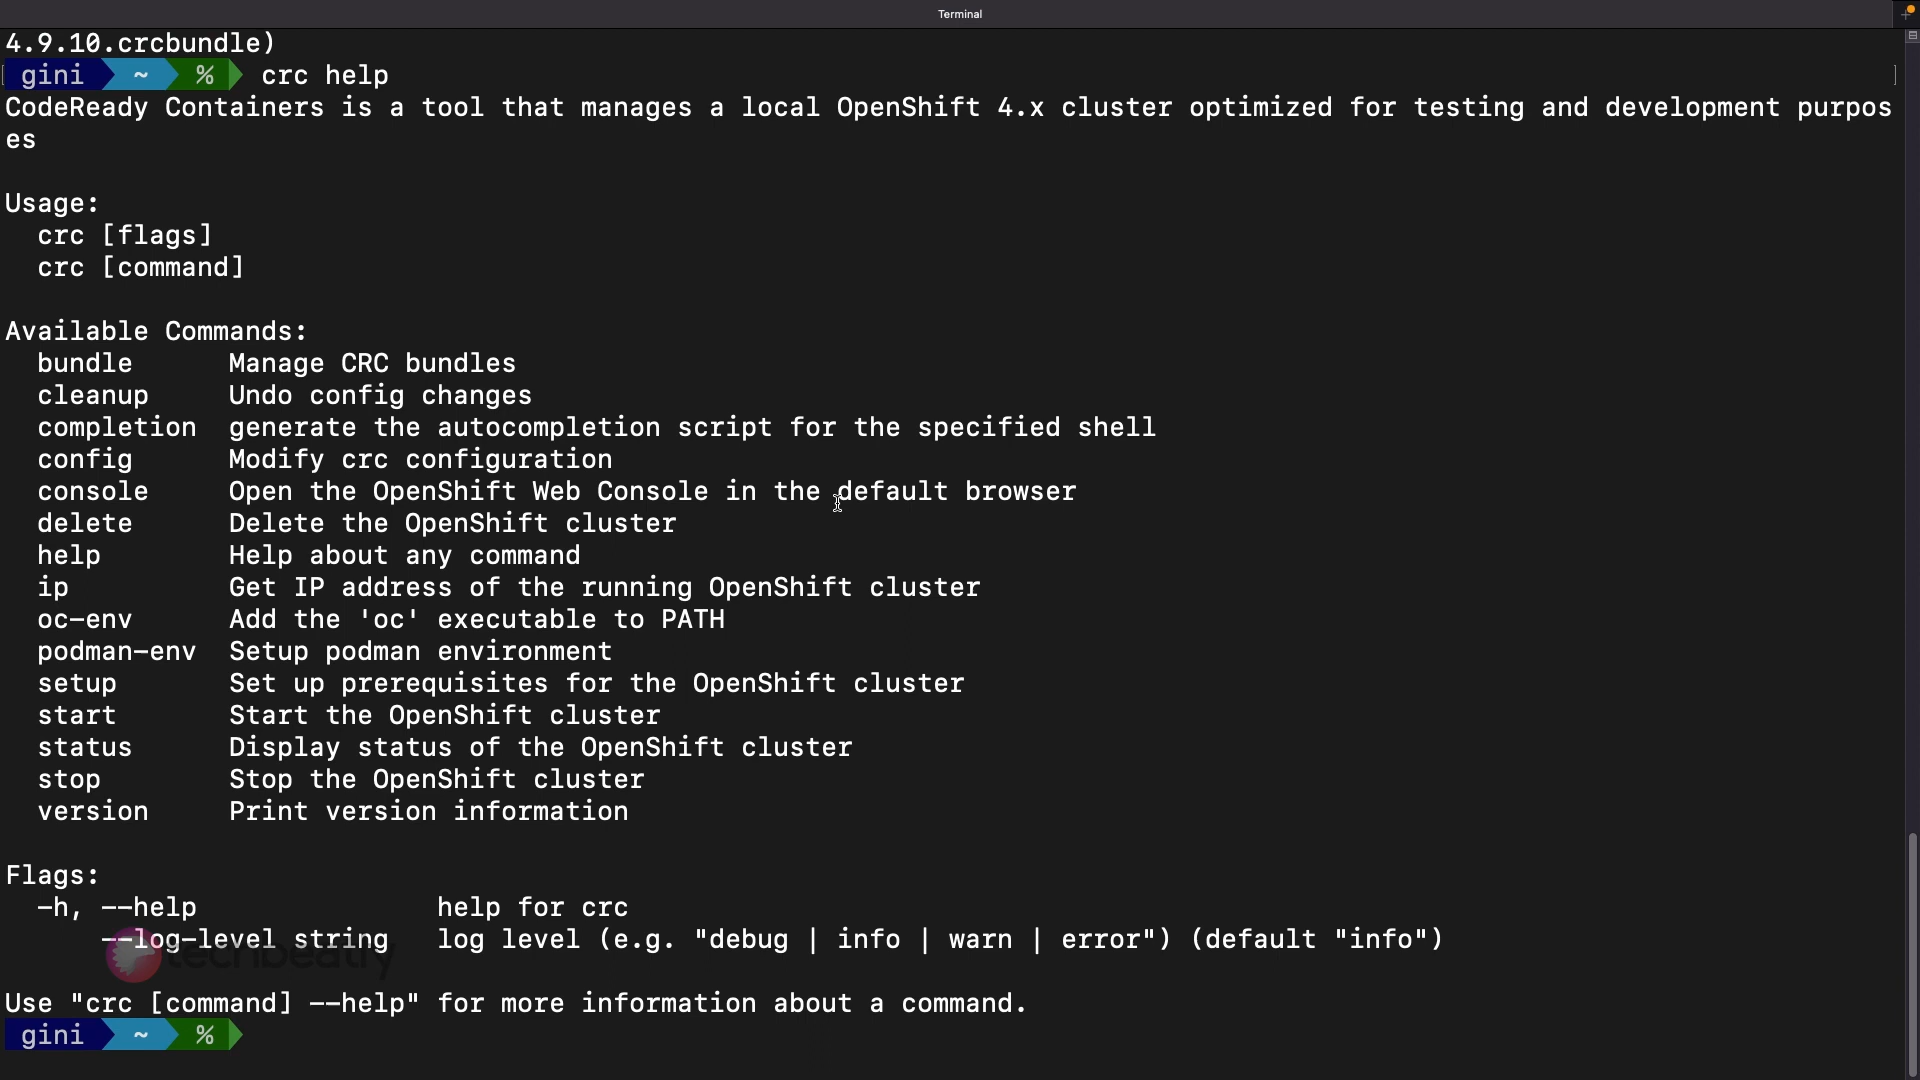 Terminal
4.9.10.crcbundle)
gini ~ % crc help
CodeReady Containers is a tool that manages a local OpenShift 4.x cluster optimized for testing and development purpos
es
Usage:
crc [flags]
crc [command]
Available Commands:
bundle Manage CRC bundles
cleanup Undo config changes
completion generate the autocompletion script for the specified shell
config Modify crc configuration
console Open the OpenShift Web Console in the default browser
delete Delete the OpenShift cluster
help Help about any command
ip Get IP address of the running OpenShift cluster
oc-env Add the 'oc' executable to PATH
podman-env Setup podman environment
setup Set up prerequisites for the OpenShift cluster
start Start the OpenShift cluster
status Display status of the OpenShift cluster
stop Stop the OpenShift cluster
version Print version information
Flags:
-h, --help help for crc
--log-level string log level (e.g. "debug | info | warn | error") (default "info")
techbeatly
Use "crc [command] --help" for more information about a command.
gini ~ %